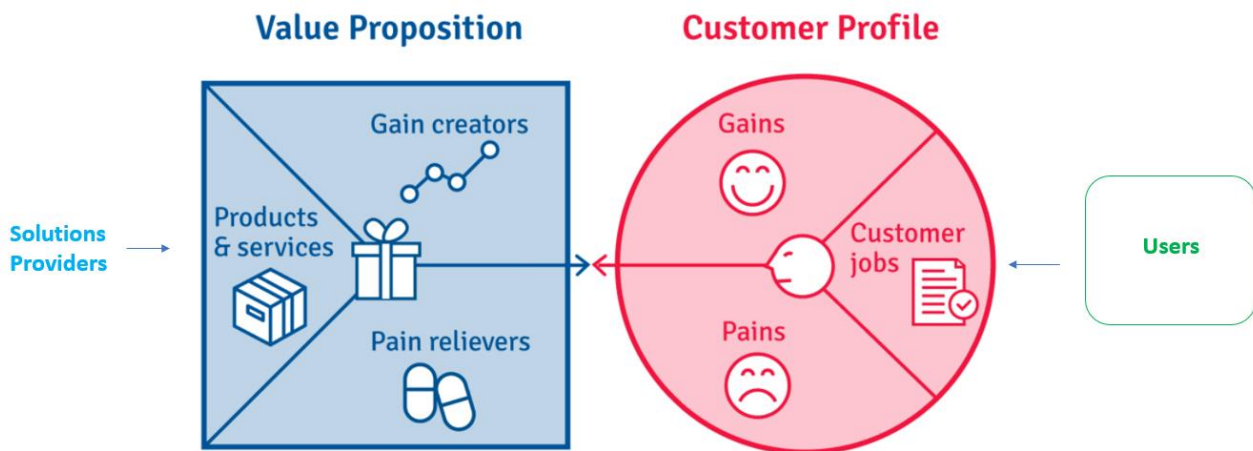 Value Proposition
Customer Profile
Gain creators
Gains
Products
& services
Customer
jobs
Solutions
Providers
Users
Pain relievers
Pains